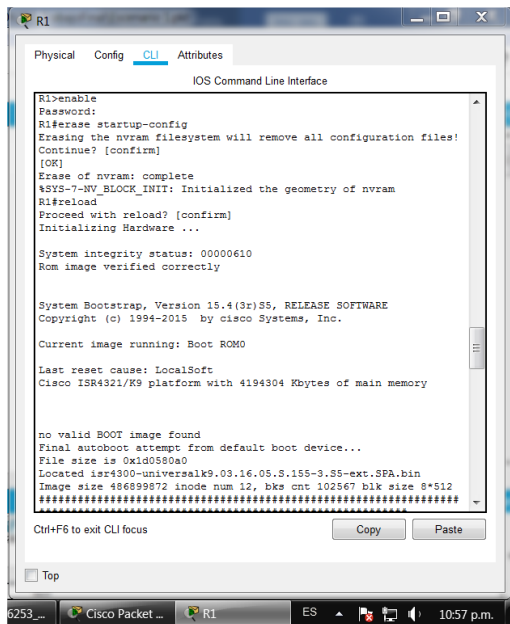 R1
Physical Config CLI Attributes
IOS Command Line Interface
R1>enable
Password:
R1#erase startup-config
Erasing the nvram filesystem will remove all configuration files!
Continue? [confirm]
[OK]
Erase of nvram: complete
%SYS-7-NV_BLOCK_INIT: Initialized the geometry of nvram
R1#reload
Proceed with reload? [confirm]
Initializing Hardware ...
System integrity status: 00000610
Rom image verified correctly
System Bootstrap, Version 15.4(3r)S5, RELEASE SOFTWARE
Copyright (c) 1994-2015 by cisco Systems, Inc.
Current image running: Boot ROM0
Last reset cause: LocalSoft
Cisco ISR4321/K9 platform with 4194304 Kbytes of main memory
no valid BOOT image found
Final autoboot attempt from default boot device...
File size is 0x1d0580a0
Located isr4300-universalk9.03.16.05.S.155-3.S5-ext.SPA.bin
Image size 486899872 inode num 12, bks cnt 102567 blk size 8*512
#################################################################
Ctrl+F6 to exit CLI focus Copy Paste
Top
6253_... Cisco Packet ... R1 ES 10:57 p.m.